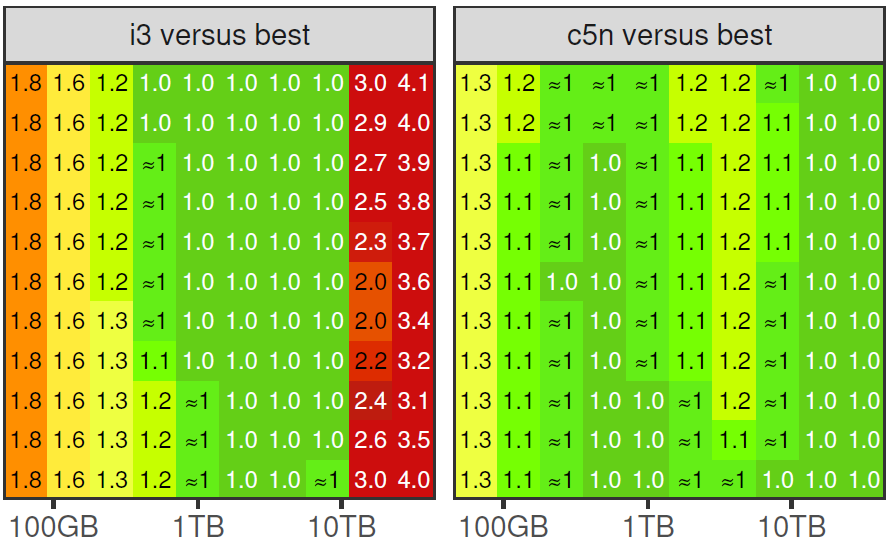 i3 versus best
1.8 1.6 1.2 1.0 1.0 1.0 1.0 1.0 3.0 4.1
1.8 1.6 1.2 1.0 1.0 1.0 1.0 1.0 2.9 4.0
1.8 1.6 1.2 ≈1 1.0 1.0 1.0 1.0 2.7 3.9
1.8 1.6 1.2 ≈1 1.0 1.0 1.0 1.0 2.5 3.8
1.8 1.6 1.2 ≈1 1.0 1.0 1.0 1.0 2.3 3.7
1.8 1.6 1.2 ≈1 1.0 1.0 1.0 1.0 2.0 3.6
1.8 1.6 1.3 ≈1 1.0 1.0 1.0 1.0 2.0 3.4
1.8 1.6 1.3 1.1 1.0 1.0 1.0 1.0 2.2 3.2
1.8 1.6 1.3 1.2 ≈1 1.0 1.0 1.0 2.4 3.1
1.8 1.6 1.3 1.2 ≈1 1.0 1.0 1.0 2.6 3.5
1.8 1.6 1.3 1.2 ≈1 1.0 1.0 ≈1 3.0 4.0
100GB 1TB 10TB
c5n versus best
1.3 1.2 ≈1 ≈1 ≈1 1.2 1.2 ≈1 1.0 1.0
1.3 1.2 ≈1 ≈1 ≈1 1.2 1.2 1.1 1.0 1.0
1.3 1.1 ≈1 1.0 ≈1 1.1 1.2 1.1 1.0 1.0
1.3 1.1 ≈1 1.0 ≈1 1.1 1.2 1.1 1.0 1.0
1.3 1.1 ≈1 1.0 ≈1 1.1 1.2 1.1 1.0 1.0
1.3 1.1 1.0 1.0 ≈1 1.1 1.2 ≈1 1.0 1.0
1.3 1.1 ≈1 1.0 ≈1 1.1 1.2 ≈1 1.0 1.0
1.3 1.1 ≈1 1.0 ≈1 1.1 1.2 ≈1 1.0 1.0
1.3 1.1 ≈1 1.0 1.0 ≈1 1.2 ≈1 1.0 1.0
1.3 1.1 ≈1 1.0 1.0 ≈1 1.1 ≈1 1.0 1.0
1.3 1.1 ≈1 1.0 1.0 ≈1 ≈1 1.0 1.0 1.0
100GB 1TB 10TB